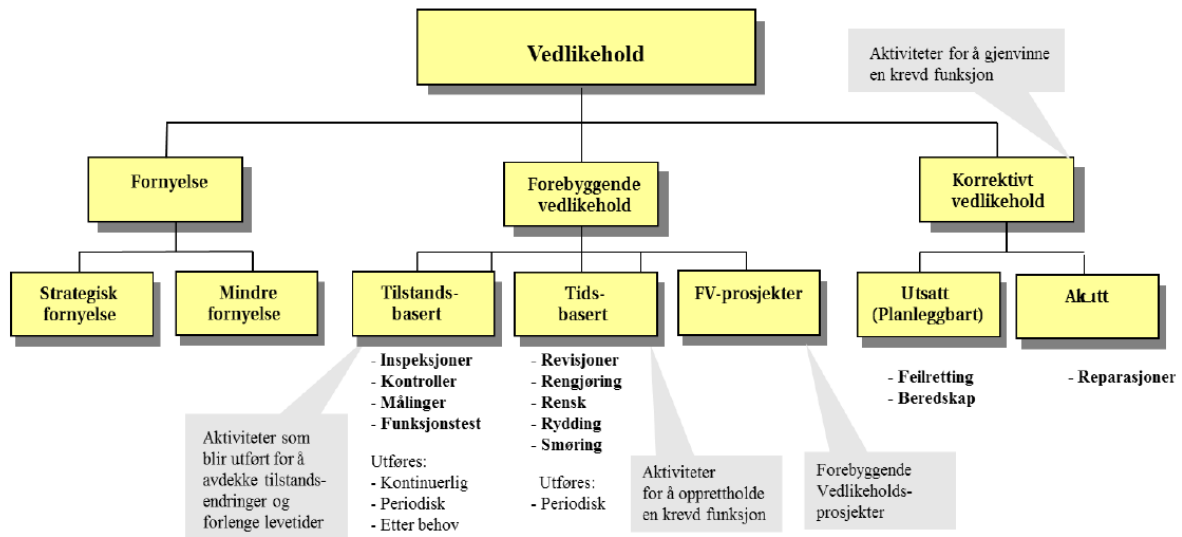 Vedlikehold
Aktiviteter for å gjenvinne
en krevd funksjon
Fornyelse
Forebyggende
vedlikehold
Korrektivt
vedlikehold
Strategisk
fornyelse
Mindre
fornyelse
Tilstands-
basert
Tids-
basert
FV-prosjekter
Utsatt
(Planleggbart)
Akutt
- Inspeksjoner
- Kontroller
- Målinger
- Funksjonstest
Utføres:
- Kontinuerlig
- Periodisk
- Etter behov
- Revisjoner
- Rengjøring
- Rensk
- Rydding
- Smøring
Utføres:
- Periodisk
- Feilretting
- Beredskap
- Reparasjoner
Aktiviteter som
blir utført for å
avdekke tilstands-
endringer og
forlenge levetider
Aktiviteter
for å opprettholde
en krevd funksjon
Forebyggende
Vedlikeholds-
prosjekter